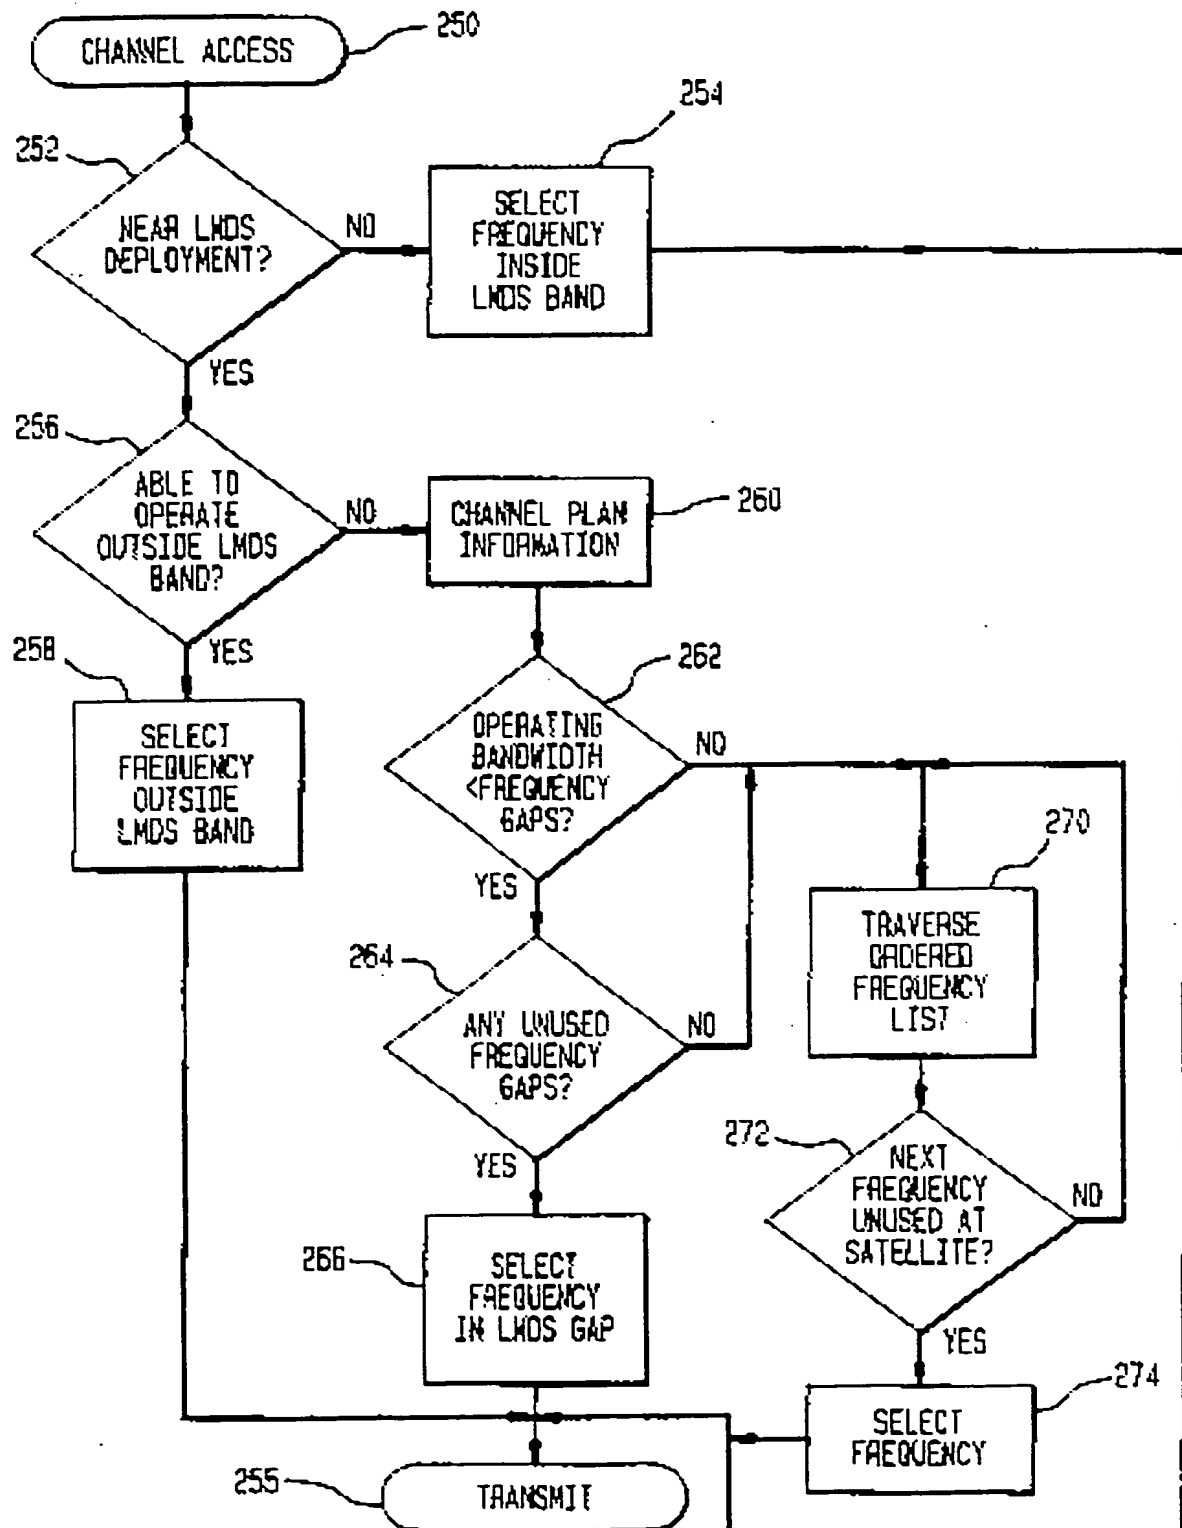 CHANNEL ACCESS
250
252
NEAR LMDS
DEPLOYMENT?
NO
YES
254
SELECT
FREQUENCY
INSIDE
LMDS BAND
256
ABLE TO
OPERATE
OUTSIDE LMDS
BAND?
NO
YES
260
CHANNEL PLAN
INFORMATION
258
SELECT
FREQUENCY
OUTSIDE
LMDS BAND
262
OPERATING
BANDWIDTH
<FREQUENCY
GAPS?
NO
YES
264
ANY UNUSED
FREQUENCY
GAPS?
NO
YES
270
TRAVERSE
ORDERED
FREQUENCY
LIST
272
NEXT
FREQUENCY
UNUSED AT
SATELLITE?
NO
YES
266
SELECT
FREQUENCY
IN LMDS GAP
274
SELECT
FREQUENCY
255
TRANSMIT